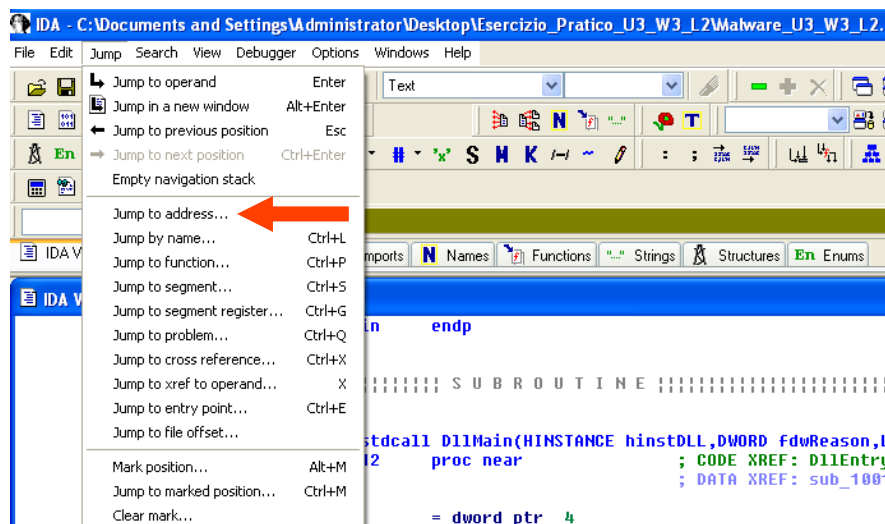 IDA - C:\Documents and Settings\Administrator\Desktop\Esercizio_Pratico_U3_W3_L2\Malware_U3_W3_L2.
File Edit Jump Search View Debugger Options Windows Help
Jump to operand Enter
Text
Jump in a new window Alt+Enter
Jump to previous position Esc
Jump to next position Ctrl+Enter
En
Empty navigation stack
Jump to address...
Jump by name... Ctrl+L
IDA V
mports N Names Functions "..." Strings Structures En Enums
Jump to function... Ctrl+P
Jump to segment... Ctrl+S
IDA V
Jump to segment register... Ctrl+G
in endp
Jump to problem... Ctrl+Q
Jump to cross reference... Ctrl+X
Jump to xref to operand... X
S U B R O U T I N E
Jump to entry point... Ctrl+E
Jump to file offset...
stdcall DllMain(HINSTANCE hinstDLL,DWORD fdwReason,L
12 proc near ; CODE XREF: DllEntry
Mark position... Alt+M
; DATA XREF: sub_1001
Jump to marked position... Ctrl+M
Clear mark...
= dword ptr 4